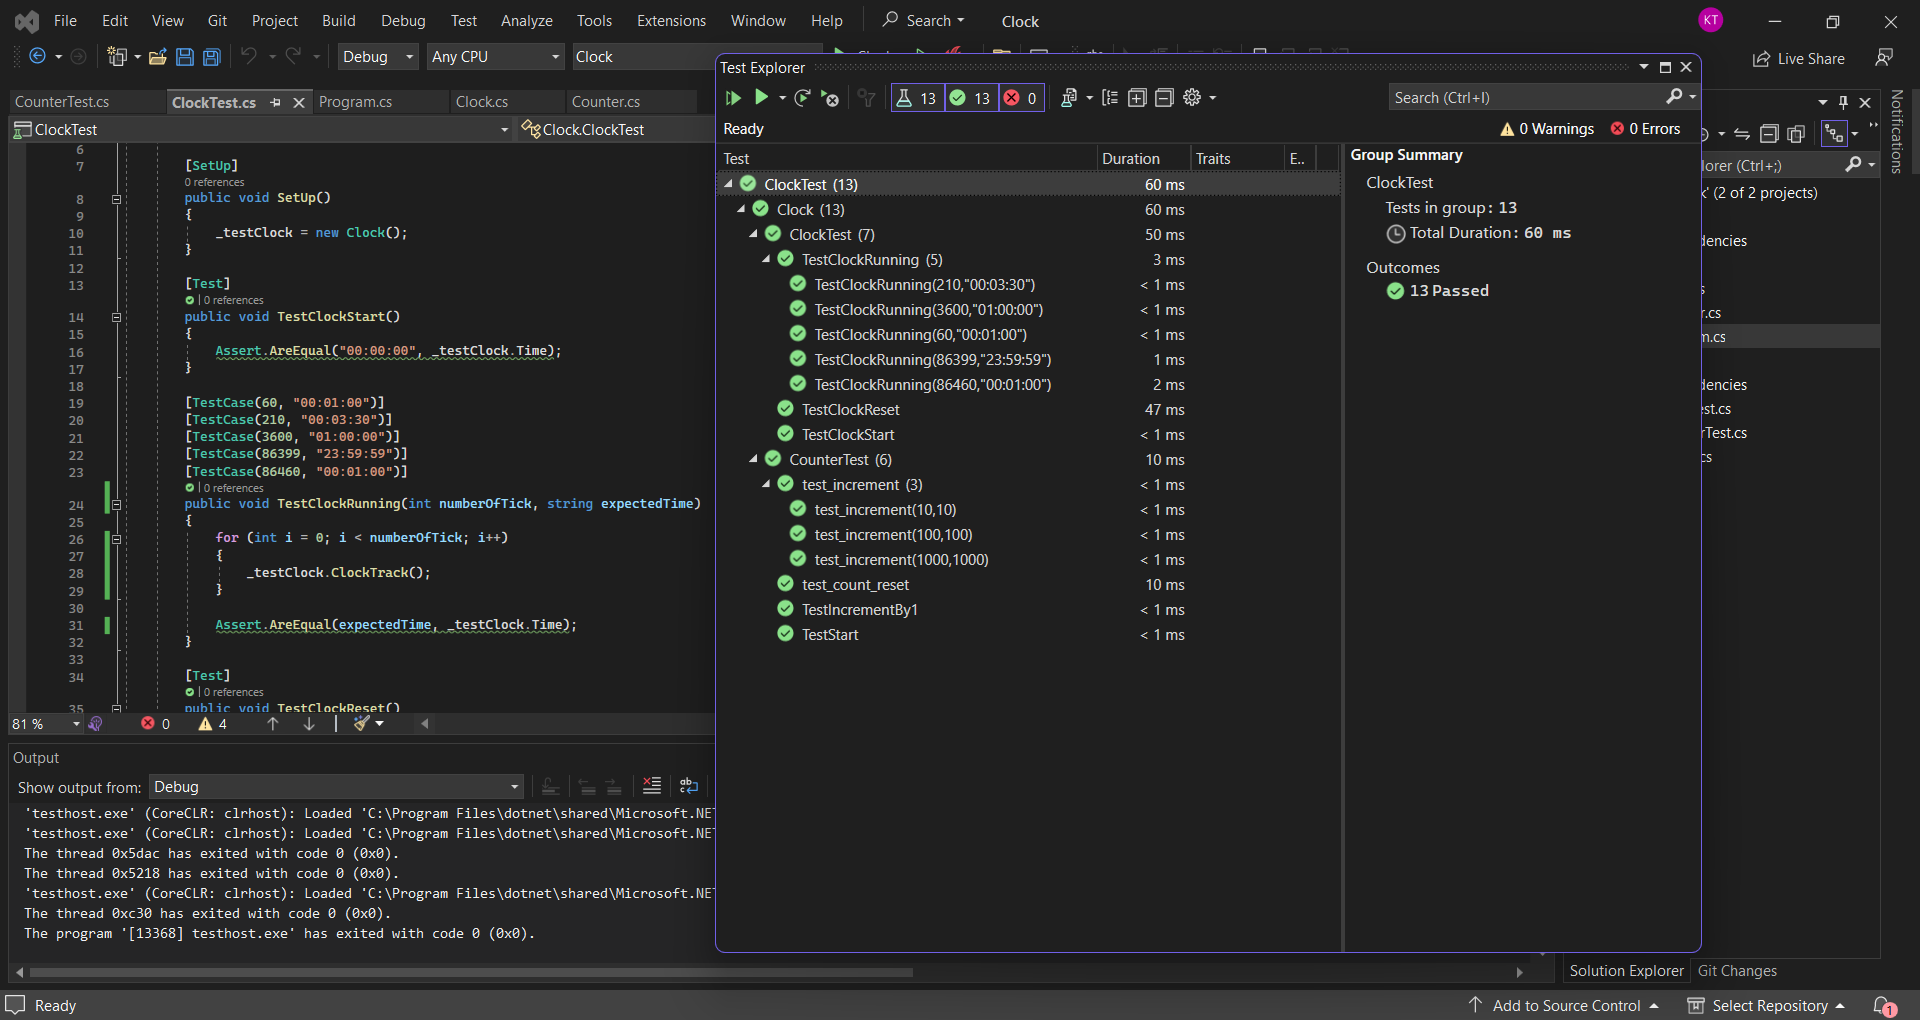 File Edit View Git Project Build Debug Test Analyze Tools Extensions Window Help Search Clock KT
Debug Any CPU Clock Live Share
CounterTest.cs ClockTest.cs Program.cs Clock.cs Counter.cs
ClockTest Clock.ClockTest
6
7 [SetUp]
0 references
8 public void SetUp()
9 {
10 _testClock = new Clock();
11 }
12
13 [Test]
0 references
14 public void TestClockStart()
15 {
16 Assert.AreEqual("00:00:00", _testClock.Time);
17 }
18
19 [TestCase(60, "00:01:00")]
20 [TestCase(210, "00:03:30")]
21 [TestCase(3600, "01:00:00")]
22 [TestCase(86399, "23:59:59")]
23 [TestCase(86460, "00:01:00")]
0 references
24 public void TestClockRunning(int numberOfTick, string expectedTime)
25 {
26 for (int i = 0; i < numberOfTick; i++)
27 {
28 _testClock.ClockTrack();
29 }
30
31 Assert.AreEqual(expectedTime, _testClock.Time);
32 }
33
34 [Test]
0 references
35 public void TestClockReset()
81 % 0 4
Output
Show output from: Debug
'testhost.exe' (CoreCLR: clrhost): Loaded 'C:\Program Files\dotnet\shared\Microsoft.NE
'testhost.exe' (CoreCLR: clrhost): Loaded 'C:\Program Files\dotnet\shared\Microsoft.NE
The thread 0x5dac has exited with code 0 (0x0).
The thread 0x5218 has exited with code 0 (0x0).
'testhost.exe' (CoreCLR: clrhost): Loaded 'C:\Program Files\dotnet\shared\Microsoft.NE
The thread 0xc30 has exited with code 0 (0x0).
The program '[13368] testhost.exe' has exited with code 0 (0x0).
Test Explorer
13 13 0 Search (Ctrl+I)
Ready 0 Warnings 0 Errors
Test Duration Traits E..
ClockTest (13) 60 ms
Clock (13) 60 ms
ClockTest (7) 50 ms
TestClockRunning (5) 3 ms
TestClockRunning(210,"00:03:30") < 1 ms
TestClockRunning(3600,"01:00:00") < 1 ms
TestClockRunning(60,"00:01:00") < 1 ms
TestClockRunning(86399,"23:59:59") 1 ms
TestClockRunning(86460,"00:01:00") 2 ms
TestClockReset 47 ms
TestClockStart < 1 ms
CounterTest (6) 10 ms
test_increment (3) < 1 ms
test_increment(10,10) < 1 ms
test_increment(100,100) < 1 ms
test_increment(1000,1000) < 1 ms
test_count_reset 10 ms
TestIncrementBy1 < 1 ms
TestStart < 1 ms
Group Summary
ClockTest
Tests in group: 13
Total Duration: 60 ms
Outcomes
13 Passed
Notifications
lorer (Ctrl+;)
(2 of 2 projects)
dencies
r.cs
m.cs
dencies
est.cs
rTest.cs
cs
Solution Explorer Git Changes
Ready Add to Source Control Select Repository 1